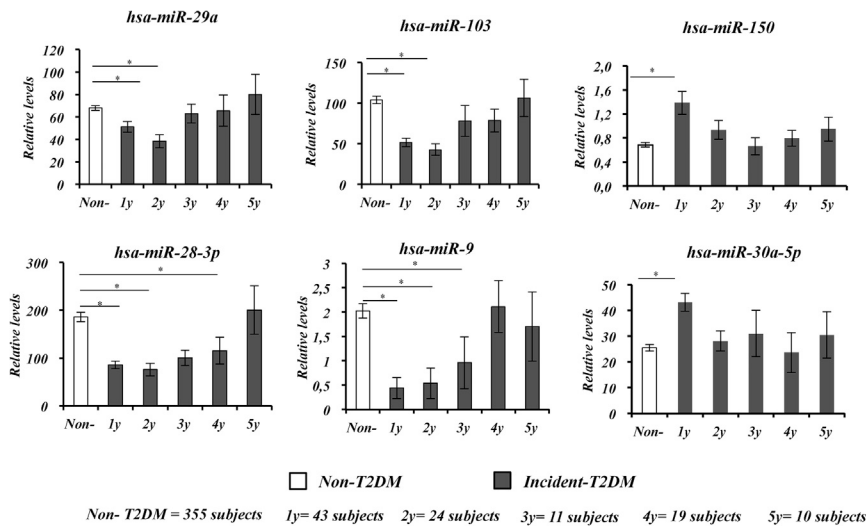 hsa-miR-29a
hsa-miR-103
hsa-miR-150
Relative levels
120
100
80
60
40
20
0
* *
Non- 1y 2y 3y 4y 5y
Relative levels
150
100
50
0
* *
Non- 1y 2y 3y 4y 5y
Relative levels
2,0
1,6
1,2
0,8
0,4
0,0
*
Non- 1y 2y 3y 4y 5y
hsa-miR-28-3p
hsa-miR-9
hsa-miR-30a-5p
Relative levels
300
200
100
0
* * *
Non- 1y 2y 3y 4y 5y
Relative levels
3
2,5
2
1,5
1
0,5
0
* * *
Non- 1y 2y 3y 4y 5y
Relative levels
50
40
30
20
10
0
*
Non- 1y 2y 3y 4y 5y
Non-T2DM
Incident-T2DM
Non- T2DM = 355 subjects 1y= 43 subjects 2y= 24 subjects 3y= 11 subjects 4y= 19 subjects 5y= 10 subjects